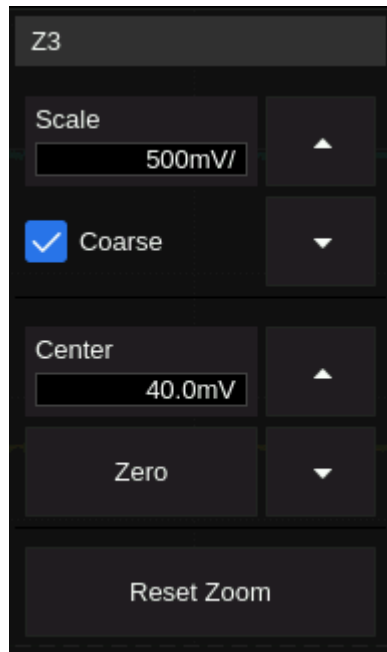 Z3
Scale
500mV/
Coarse
Center
40.0mV
Zero
Reset Zoom